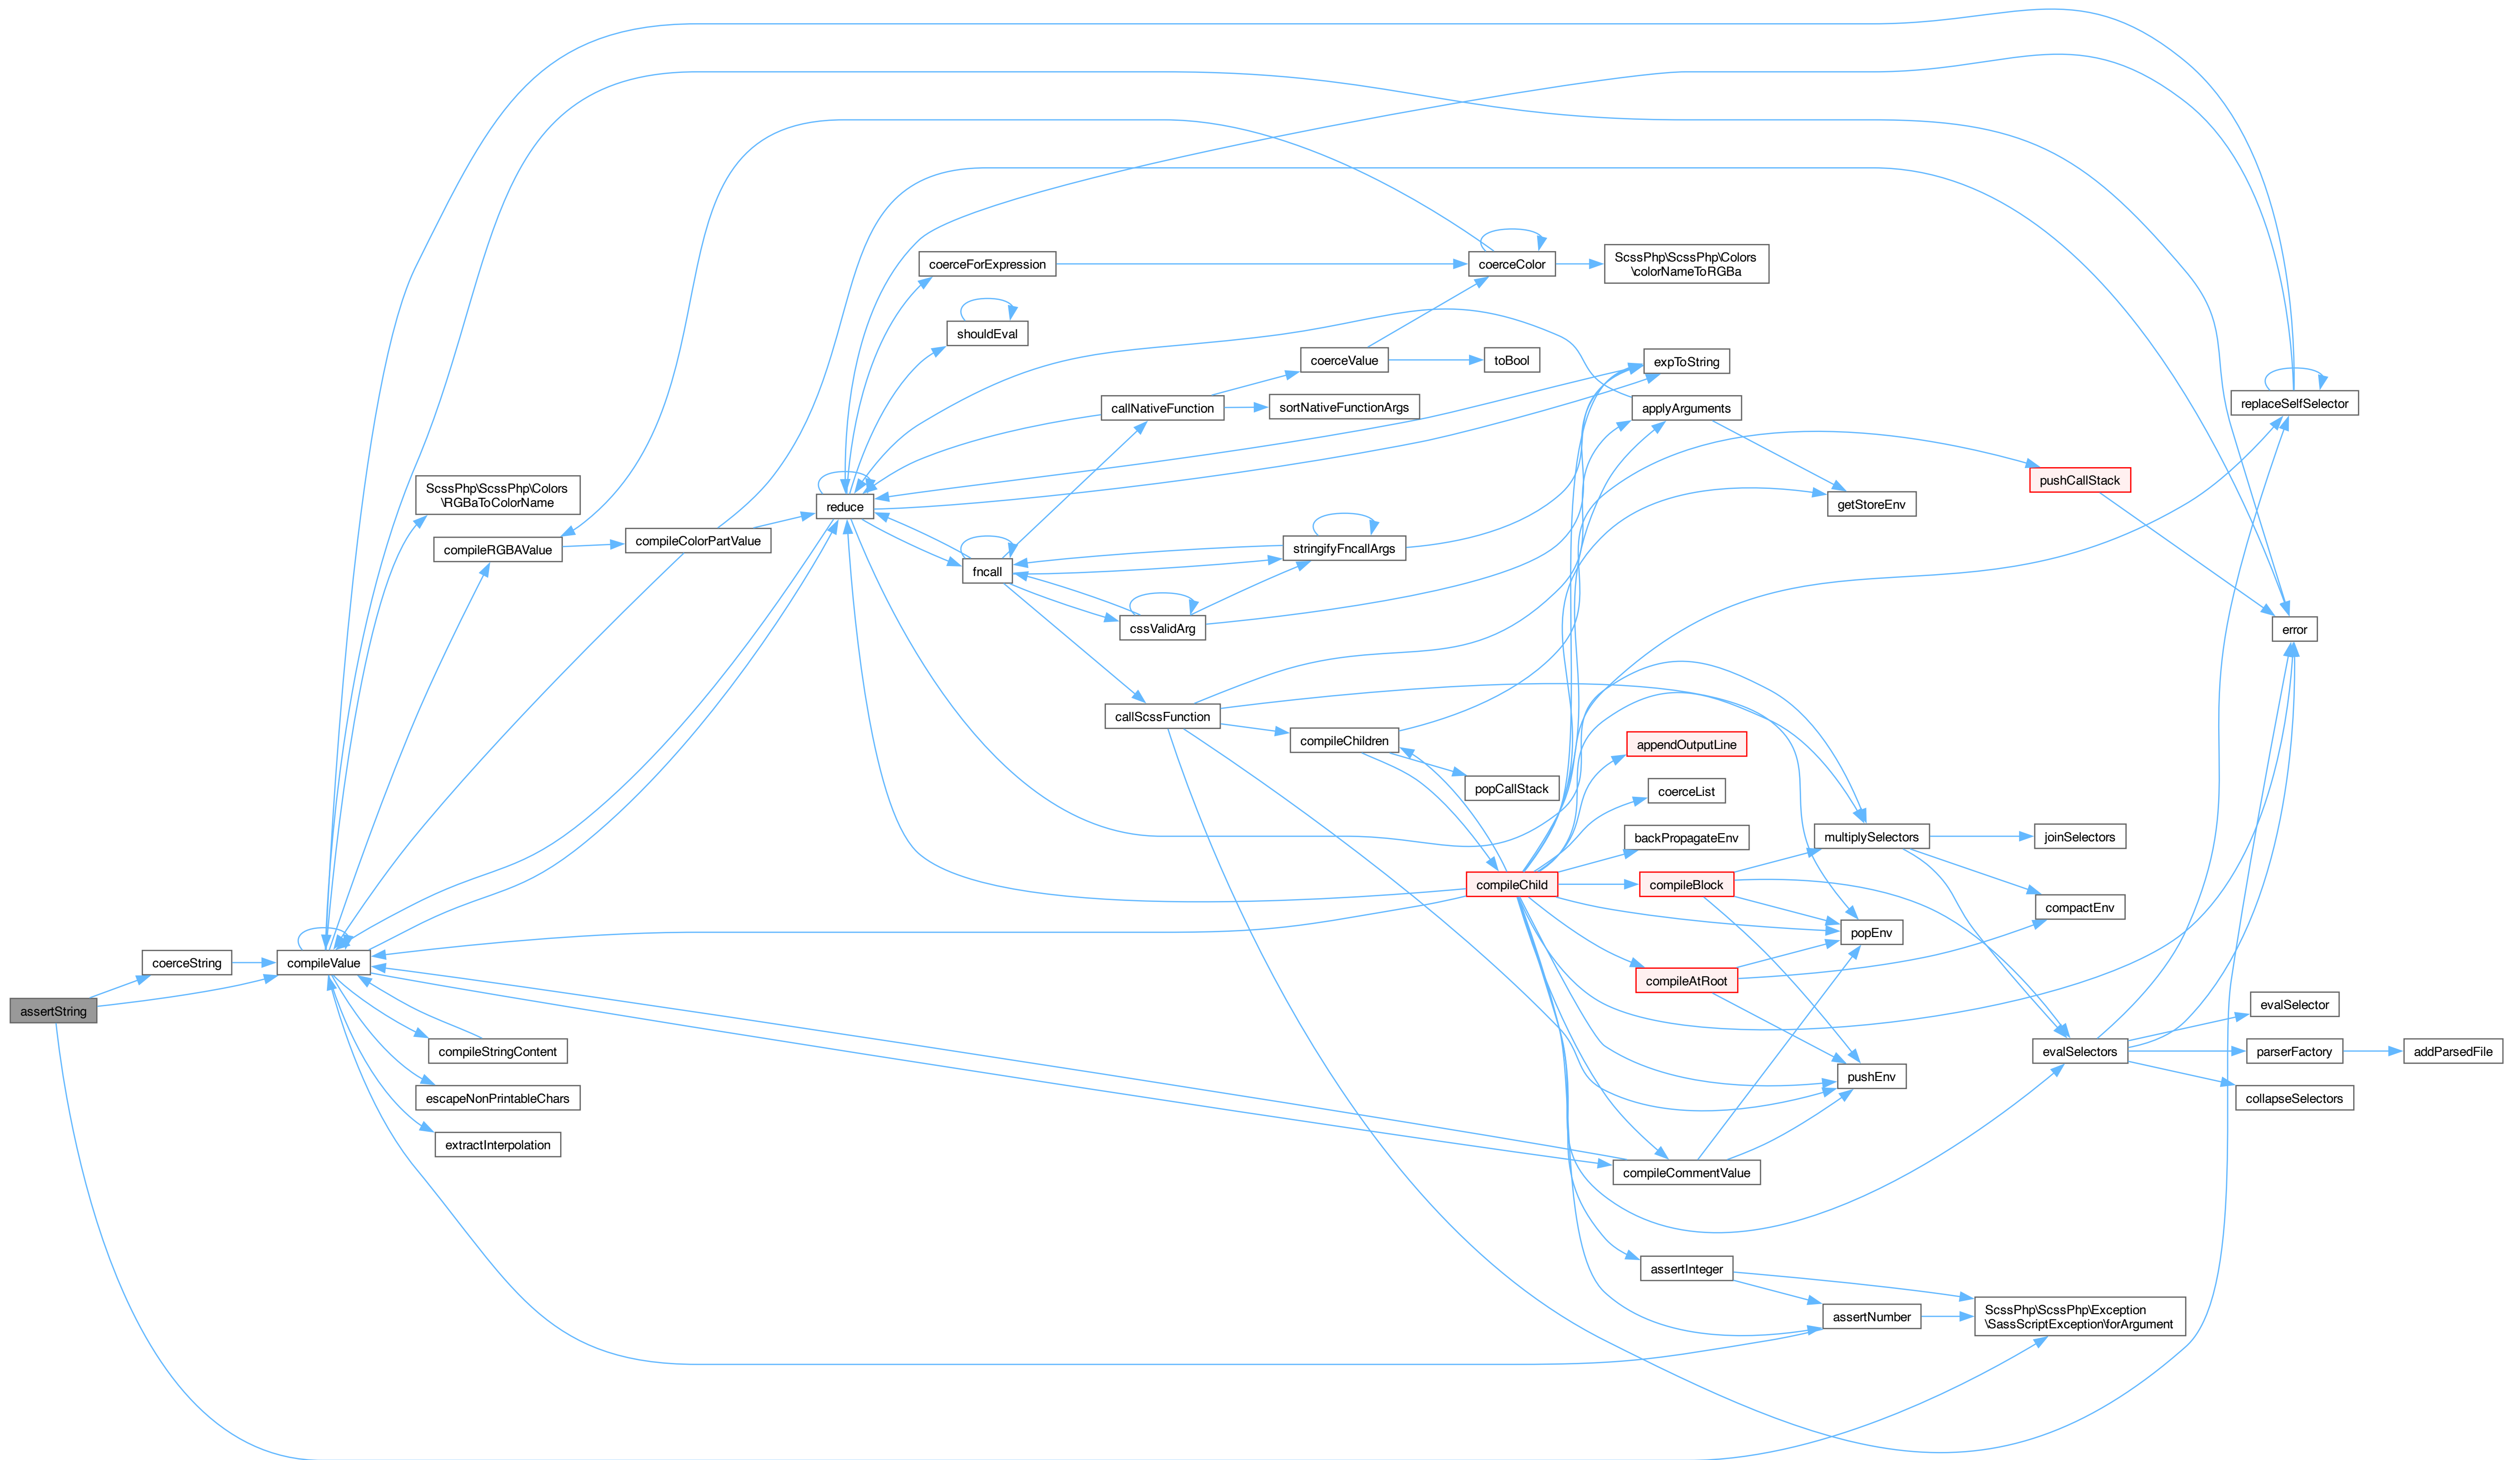 assertString
coerceString
compileValue
ScssPhp\ScssPhp\Colors
\RGBaToColorName
compileRGBAValue
compileStringContent
escapeNonPrintableChars
extractInterpolation
compileColorPartValue
coerceForExpression
shouldEval
reduce
fncall
callNativeFunction
cssValidArg
callScssFunction
coerceValue
sortNativeFunctionArgs
stringifyFncallArgs
compileChildren
coerceColor
toBool
popCallStack
compileChild
ScssPhp\ScssPhp\Colors
\colorNameToRGBa
expToString
applyArguments
appendOutputLine
coerceList
backPropagateEnv
compileBlock
compileAtRoot
compileCommentValue
assertInteger
getStoreEnv
multiplySelectors
popEnv
pushEnv
assertNumber
pushCallStack
joinSelectors
compactEnv
evalSelectors
ScssPhp\ScssPhp\Exception
\SassScriptException\forArgument
replaceSelfSelector
error
evalSelector
parserFactory
collapseSelectors
addParsedFile